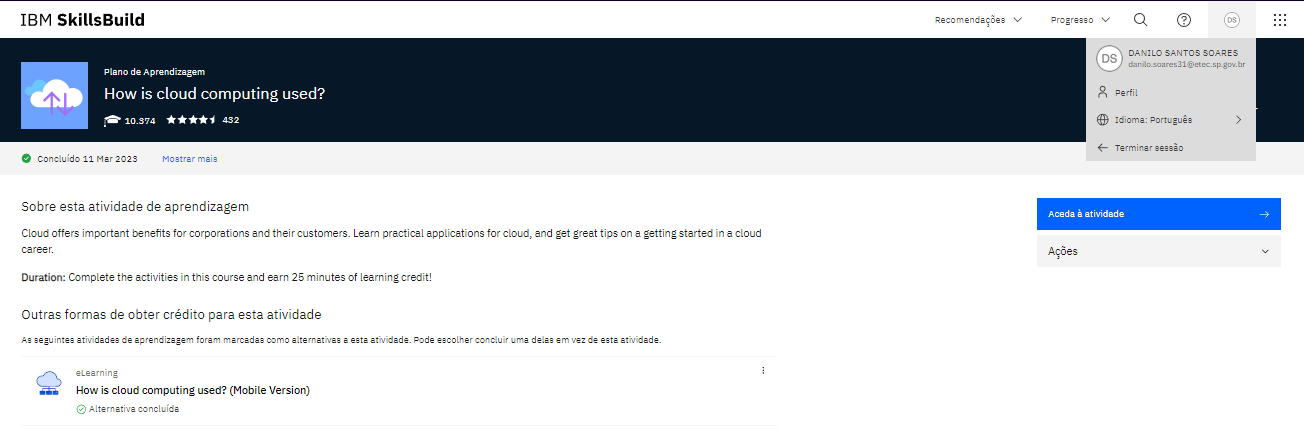 IBM SkillsBuild
Recomendações
Progresso
DS
DS
DANILO SANTOS SOARES
danilo.soares31@etec.sp.gov.br
Perfil
Idioma: Português
Terminar sessão
Plano de Aprendizagem
How is cloud computing used?
10.374
432
Concluído 11 Mar 2023
Mostrar mais
Sobre esta atividade de aprendizagem
Cloud offers important benefits for corporations and their customers. Learn practical applications for cloud, and get great tips on a getting started in a cloud
career.
Duration: Complete the activities in this course and earn 25 minutes of learning credit!
Aceda à atividade
Ações
Outras formas de obter crédito para esta atividade
As seguintes atividades de aprendizagem foram marcadas como alternativas a esta atividade. Pode escolher concluir uma delas em vez de esta atividade.
eLearning
How is cloud computing used? (Mobile Version)
Alternativa concluída